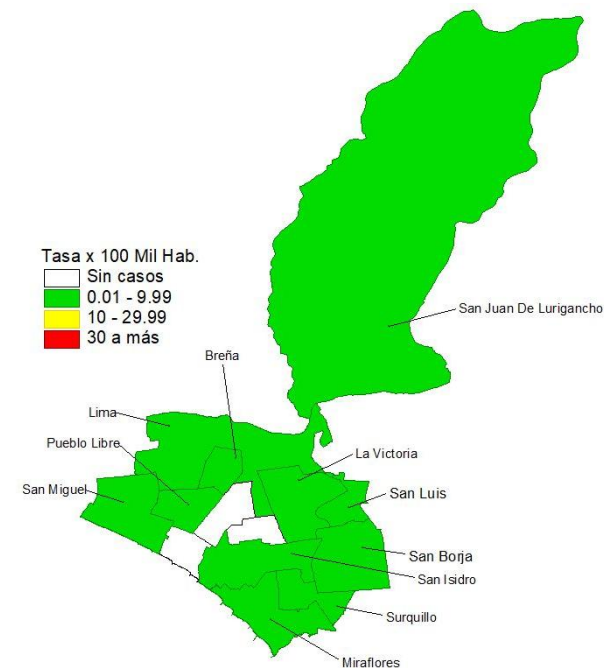 Tasa x 100 Mil Hab.
Sin casos
0.01 - 9.99
10 - 29.99
30 a más
San Juan De Lurigancho
Breña
Lima
Pueblo Libre
La Victoria
San Miguel
San Luis
San Borja
San Isidro
Surquillo
Miraflores